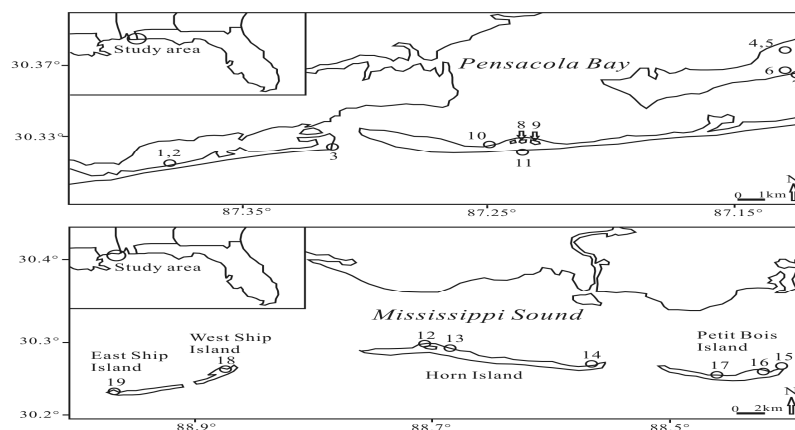 Study area
4,5
30.37°
Pensacola Bay
6
8 9
30.33°
10
1,2
3
11
N
0 1km
87.35°
87.25°
87.15°
30.4°
Study area
Mississippi Sound
30.3°
West Ship
Island
12 13
Petit Bois
Island
East Ship
Island
18
14
17 16 15
19
Horn Island
N
0 2km
30.2°
88.9°
88.7°
88.5°